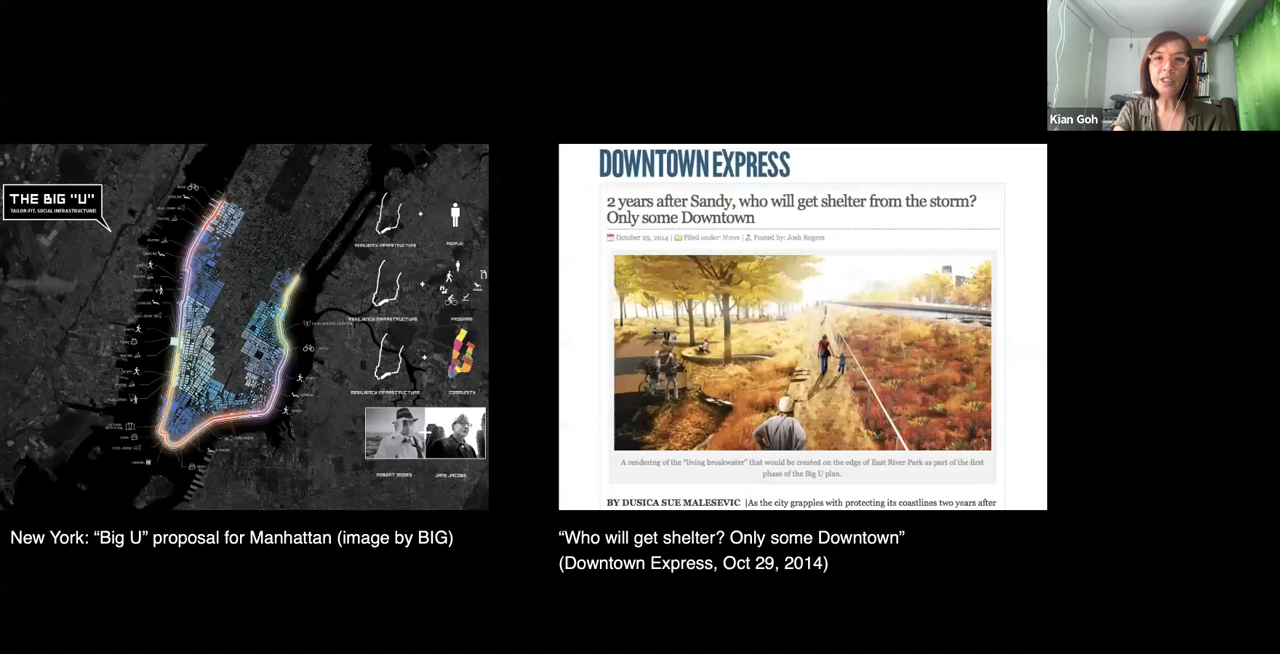 Kian Goh
THE BIG "U"
TAILOR-FIT, SOCIAL INFRASTRUCTURE!
RESILIENCY INFRASTRUCTURE
PEOPLE
RESILIENCY INFRASTRUCTURE
PROGRAM
RESILIENCY INFRASTRUCTURE
COMMUNITY
ROBERT MOSES
JANE JACOBS
New York: “Big U” proposal for Manhattan (image by BIG)
DOWNTOWN EXPRESS
2 years after Sandy, who will get shelter from the storm?
Only some Downtown
October 29, 2014 | Filed under: News | Posted by: Josh Rogers
A rendering of the "living breakwater" that would be created on the edge of East River Park as part of the first
phase of the Big U plan.
BY DUSICA SUE MALESEVIC |As the city grapples with protecting its coastlines two years after
“Who will get shelter? Only some Downtown”
(Downtown Express, Oct 29, 2014)